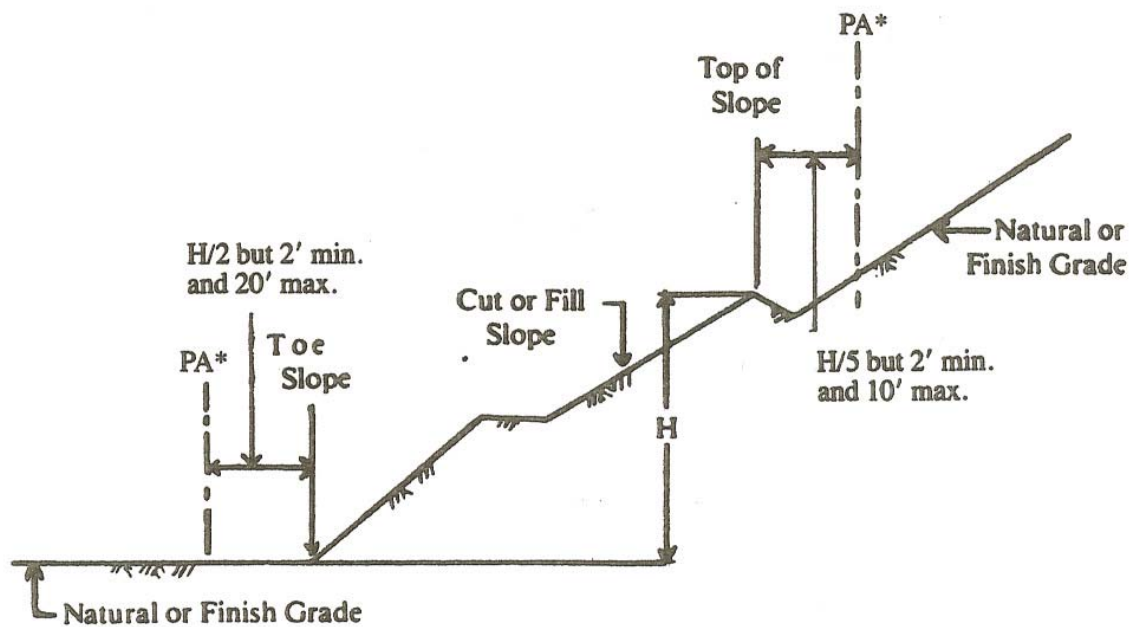 PA*
Top of
Slope
Natural or
Finish Grade
H/2 but 2' min.
and 20' max.
Cut or Fill
Slope
PA*
Toe
Slope
H/5 but 2' min.
and 10' max.
H
Natural or Finish Grade